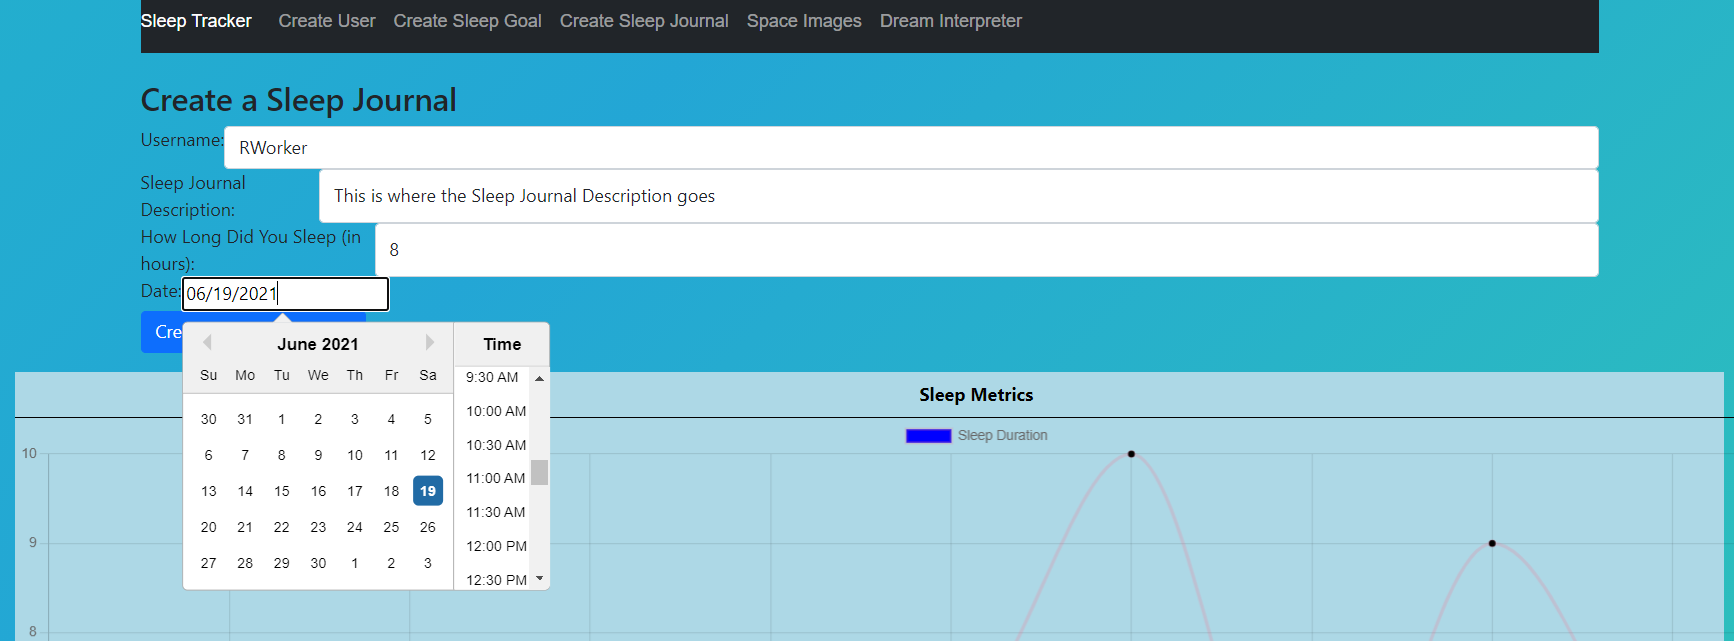 Sleep Tracker Create User Create Sleep Goal Create Sleep Journal Space Images Dream Interpreter
Create a Sleep Journal
Username: RWorker
Sleep Journal
Description:
This is where the Sleep Journal Description goes
How Long Did You Sleep (in
hours):
8
Date: 06/19/2021
Cre
June 2021
Su Mo Tu We Th Fr Sa
30 31 1 2 3 4 5
6 7 8 9 10 11 12
13 14 15 16 17 18 19
20 21 22 23 24 25 26
27 28 29 30 1 2 3
Time
9:30 AM
10:00 AM
10:30 AM
11:00 AM
11:30 AM
12:00 PM
12:30 PM
Sleep Metrics
Sleep Duration
10
9
8